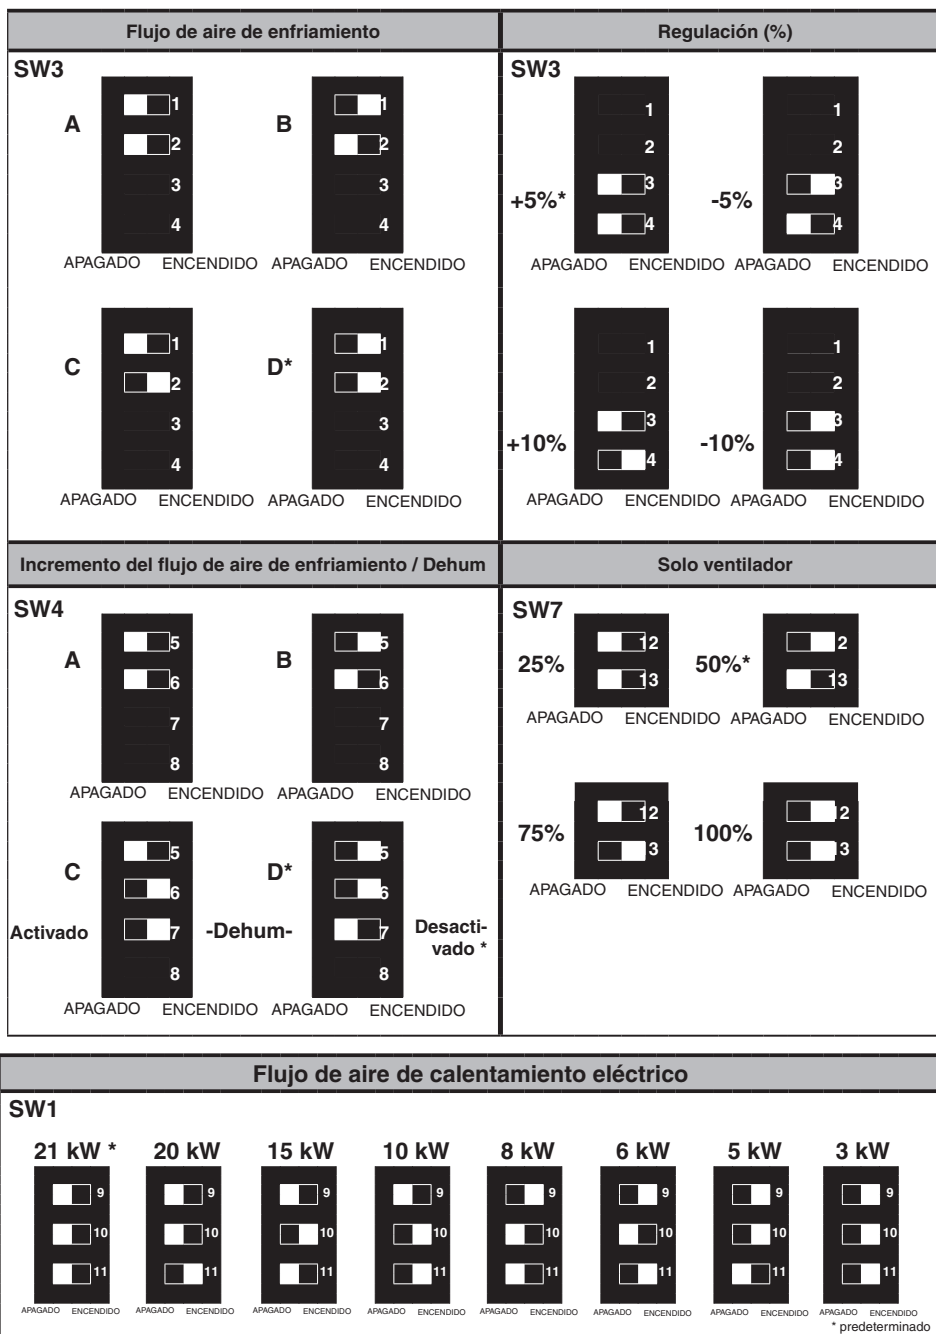 Flujo de aire de enfriamiento
Regulación (%)
SW3
A
1
2
3
4
APAGADO ENCENDIDO
B
1
2
3
4
APAGADO ENCENDIDO
C
1
2
3
4
APAGADO ENCENDIDO
D*
1
2
3
4
APAGADO ENCENDIDO
SW3
+5%*
1
2
3
4
APAGADO ENCENDIDO
-5%
1
2
3
4
APAGADO ENCENDIDO
+10%
1
2
3
4
APAGADO ENCENDIDO
-10%
1
2
3
4
APAGADO ENCENDIDO
Incremento del flujo de aire de enfriamiento / Dehum
Solo ventilador
SW4
A
5
6
7
8
APAGADO ENCENDIDO
B
5
6
7
8
APAGADO ENCENDIDO
C
5
6
Activado
7
8
APAGADO ENCENDIDO
-Dehum-
D*
5
6
7
Desacti-
vado *
8
APAGADO ENCENDIDO
SW7
25%
12
13
APAGADO ENCENDIDO
50%*
2
13
APAGADO ENCENDIDO
75%
12
3
APAGADO ENCENDIDO
100%
12
13
APAGADO ENCENDIDO
Flujo de aire de calentamiento eléctrico
SW1
21 kW * 20 kW 15 kW 10 kW 8 kW 6 kW 5 kW 3 kW
9 9 9 9 9 9 9 9
10 10 10 10 10 10 10 10
11 11 11 11 11 11 11 11
APAGADO ENCENDIDO APAGADO ENCENDIDO APAGADO ENCENDIDO APAGADO ENCENDIDO APAGADO ENCENDIDO APAGADO ENCENDIDO APAGADO ENCENDIDO APAGADO ENCENDIDO
* predeterminado